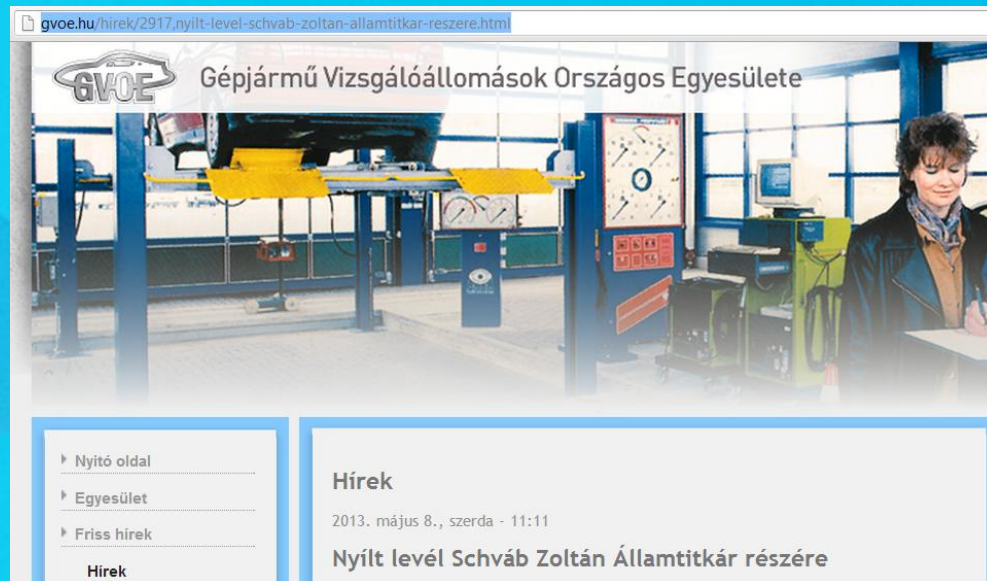 gvoe.hu/hirek/2917,nyilt-level-schvab-zoltan-allamtitkar-reszere.html
GVOE
Gépjármű Vizsgálóállomások Országos Egyesülete
Nyitó oldal
Egyesület
Friss hírek
Hírek
Hírek
2013. május 8., szerda - 11:11
Nyílt levél Schváb Zoltán Államtitkár részére